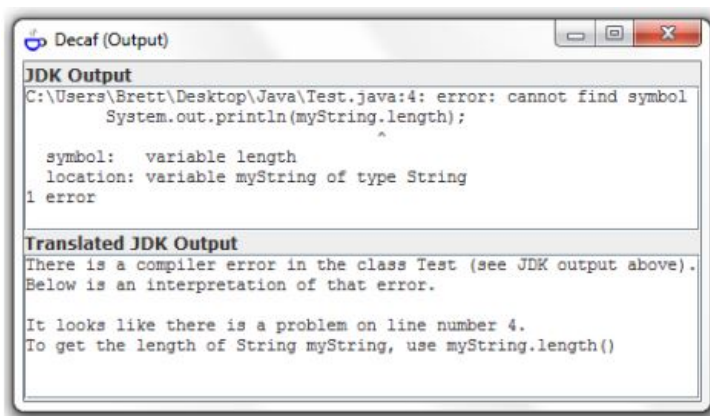 Decaf (Output)
JDK Output
C:\Users\Brett\Desktop\Java\Test.java:4: error: cannot find symbol
System.out.println(myString.length);
^
symbol: variable length
location: variable myString of type String
1 error
Translated JDK Output
There is a compiler error in the class Test (see JDK output above).
Below is an interpretation of that error.
It looks like there is a problem on line number 4.
To get the length of String myString, use myString.length()